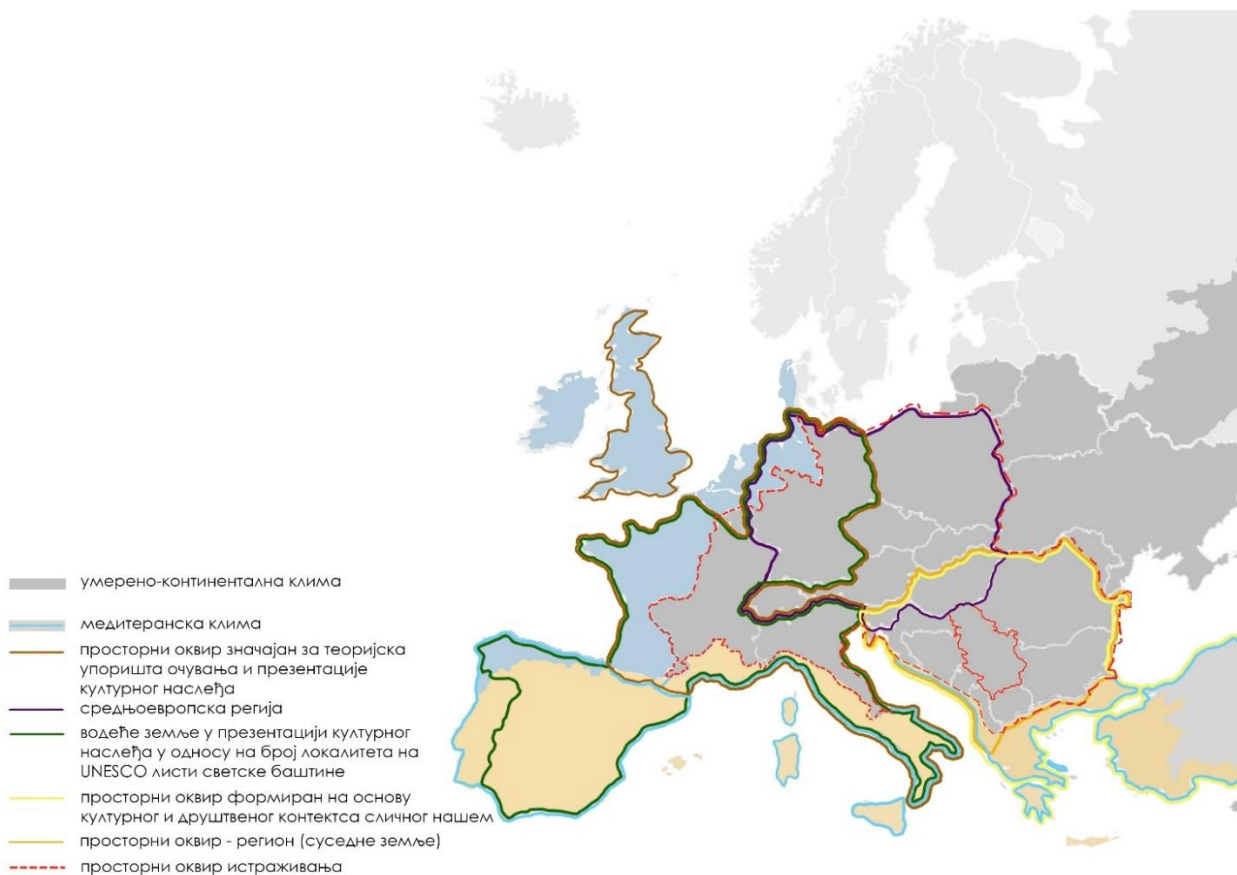 умерено-континентална клима
медитеранска клима
просторни оквир значајан за теоријска
упоришта очувања и презентације
културног наслеђа
средњоевропска регија
водеће земље у презентацији културног
наслеђа у односу на број локалитета на
UNESCO листи светске баштине
просторни оквир формиран на основу
културног и друштвеног контектса сличног нашем
просторни оквир - регион (суседне земље)
просторни оквир истраживања